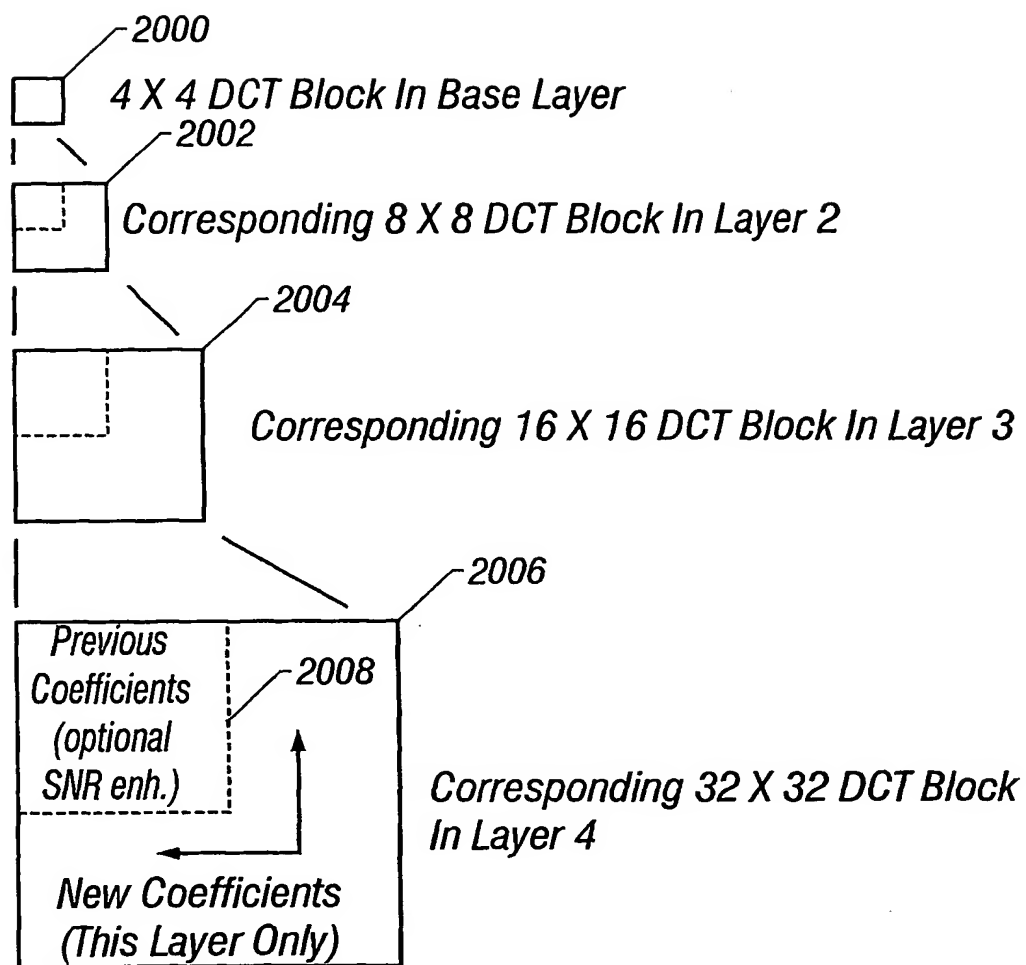 2000
4 X 4 DCT Block In Base Layer
2002
Corresponding 8 X 8 DCT Block In Layer 2
2004
Corresponding 16 X 16 DCT Block In Layer 3
2006
Previous
Coefficients
(optional
SNR enh.)
2008
Corresponding 32 X 32 DCT Block
In Layer 4
New Coefficients
(This Layer Only)